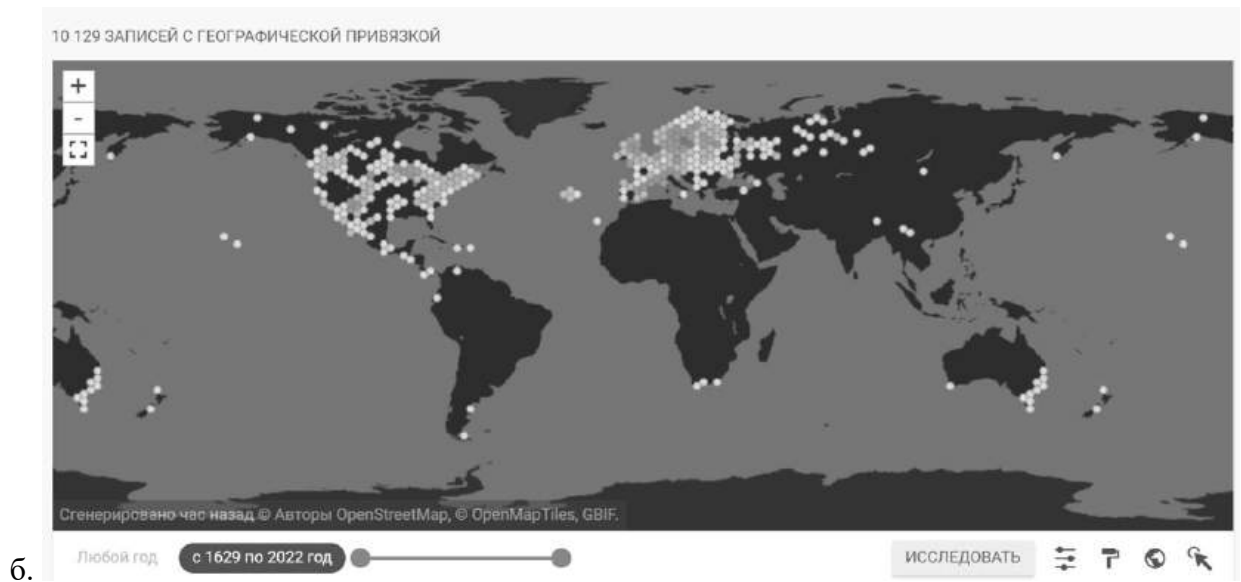 10 129 ЗАПИСЕЙ С ГЕОГРАФИЧЕСКОЙ ПРИВЯЗКОЙ
+
-
Сгенерировано час назад © Авторы OpenStreetMap, © OpenMapTiles, GBIF.
б.
Любой год с 1629 по 2022 год ИССЛЕДОВАТЬ